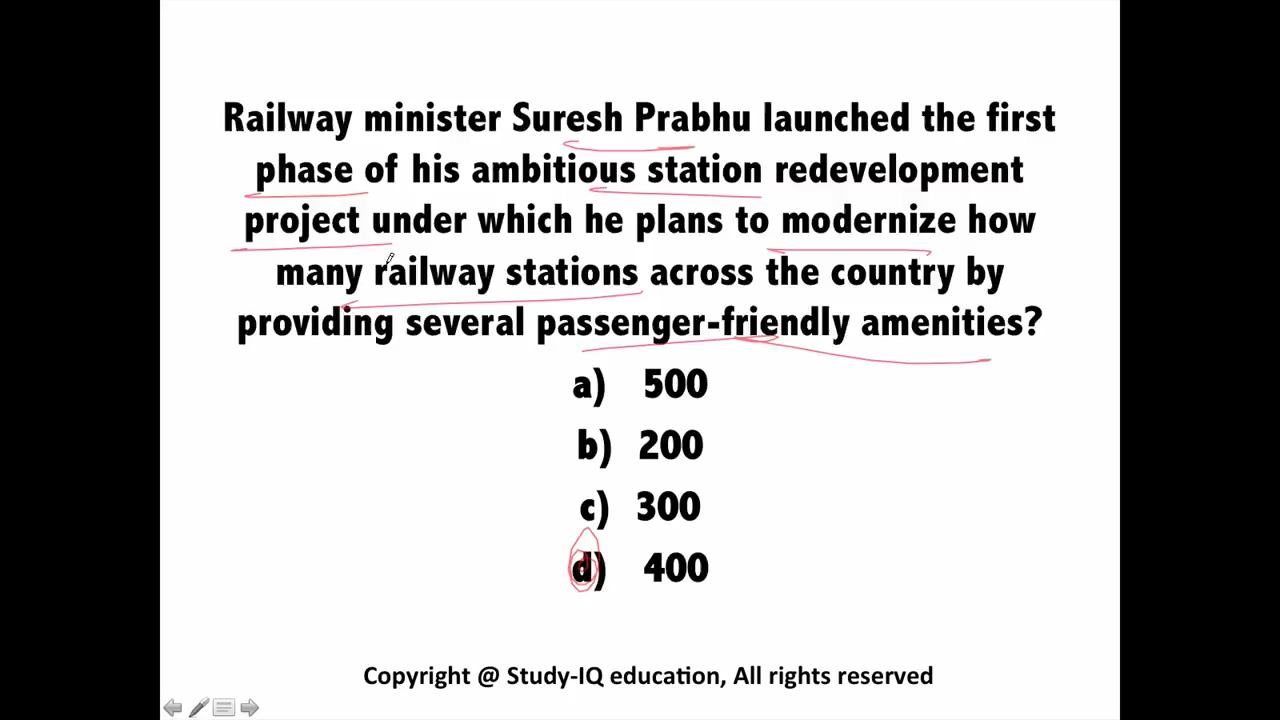 Railway minister Suresh Prabhu launched the first
phase of his ambitious station redevelopment
project under which he plans to modernize how
many railway stations across the country by
providing several passenger-friendly amenities?
a) 500
b) 200
c) 300
d) 400
Copyright @ Study-IQ education, All rights reserved